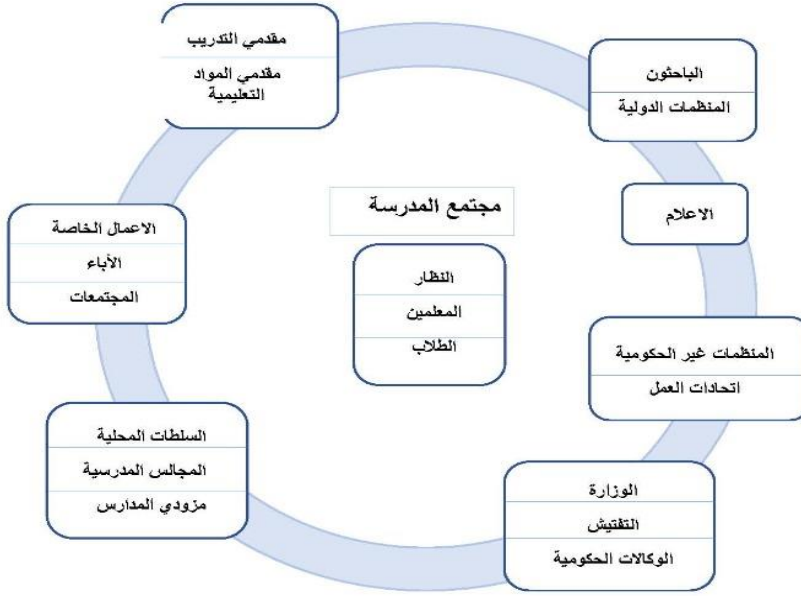 مقدمي التدريب
مقدمي المواد
التعليمية
الباحثون
المنظمات الدولية
الاعلام
مجتمع المدرسة
النظار
المعلمين
الطلاب
الاعمال الخاصة
الأباء
المجتمعات
المنظمات غير الحكومية
اتحادات العمل
السلطات المحلية
المجالس المدرسية
مزودي المدارس
الوزارة
التفتيش
الوكالات الحكومية